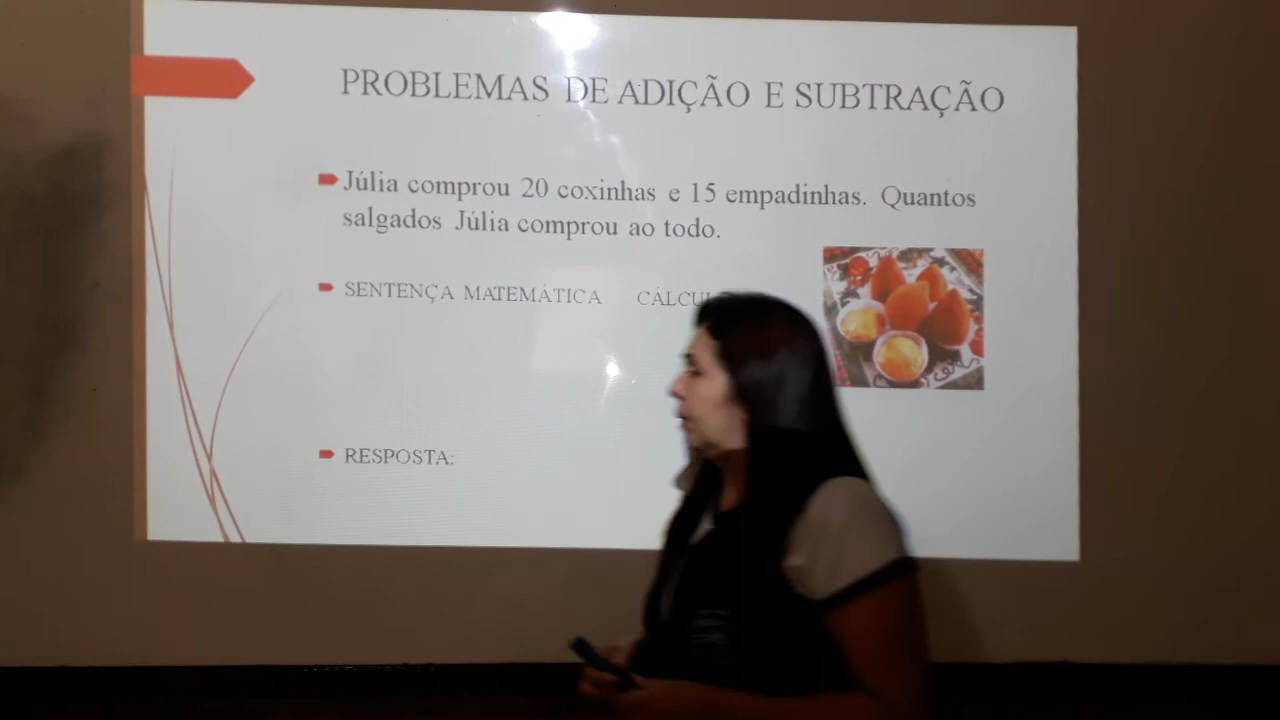 PROBLEMAS DE ADIÇÃO E SUBTRAÇÃO
Júlia comprou 20 coxinhas e 15 empadinhas. Quantos
salgados Júlia comprou ao todo.
SENTENÇA MATEMÁTICA
RESPOSTA: